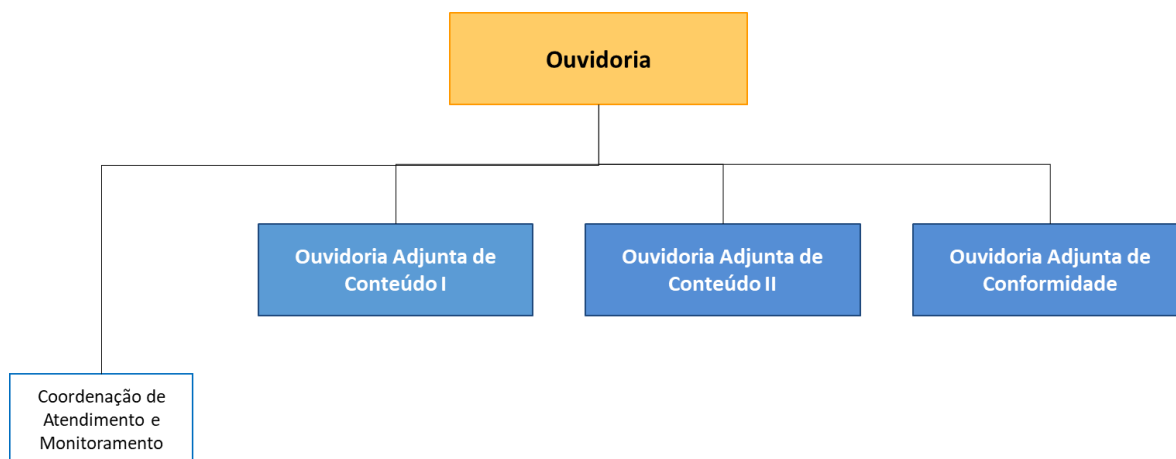 Ouvidoria
Ouvidoria Adjunta de
Conteúdo I
Ouvidoria Adjunta de
Conteúdo II
Ouvidoria Adjunta de
Conformidade
Coordenação de
Atendimento e
Monitoramento